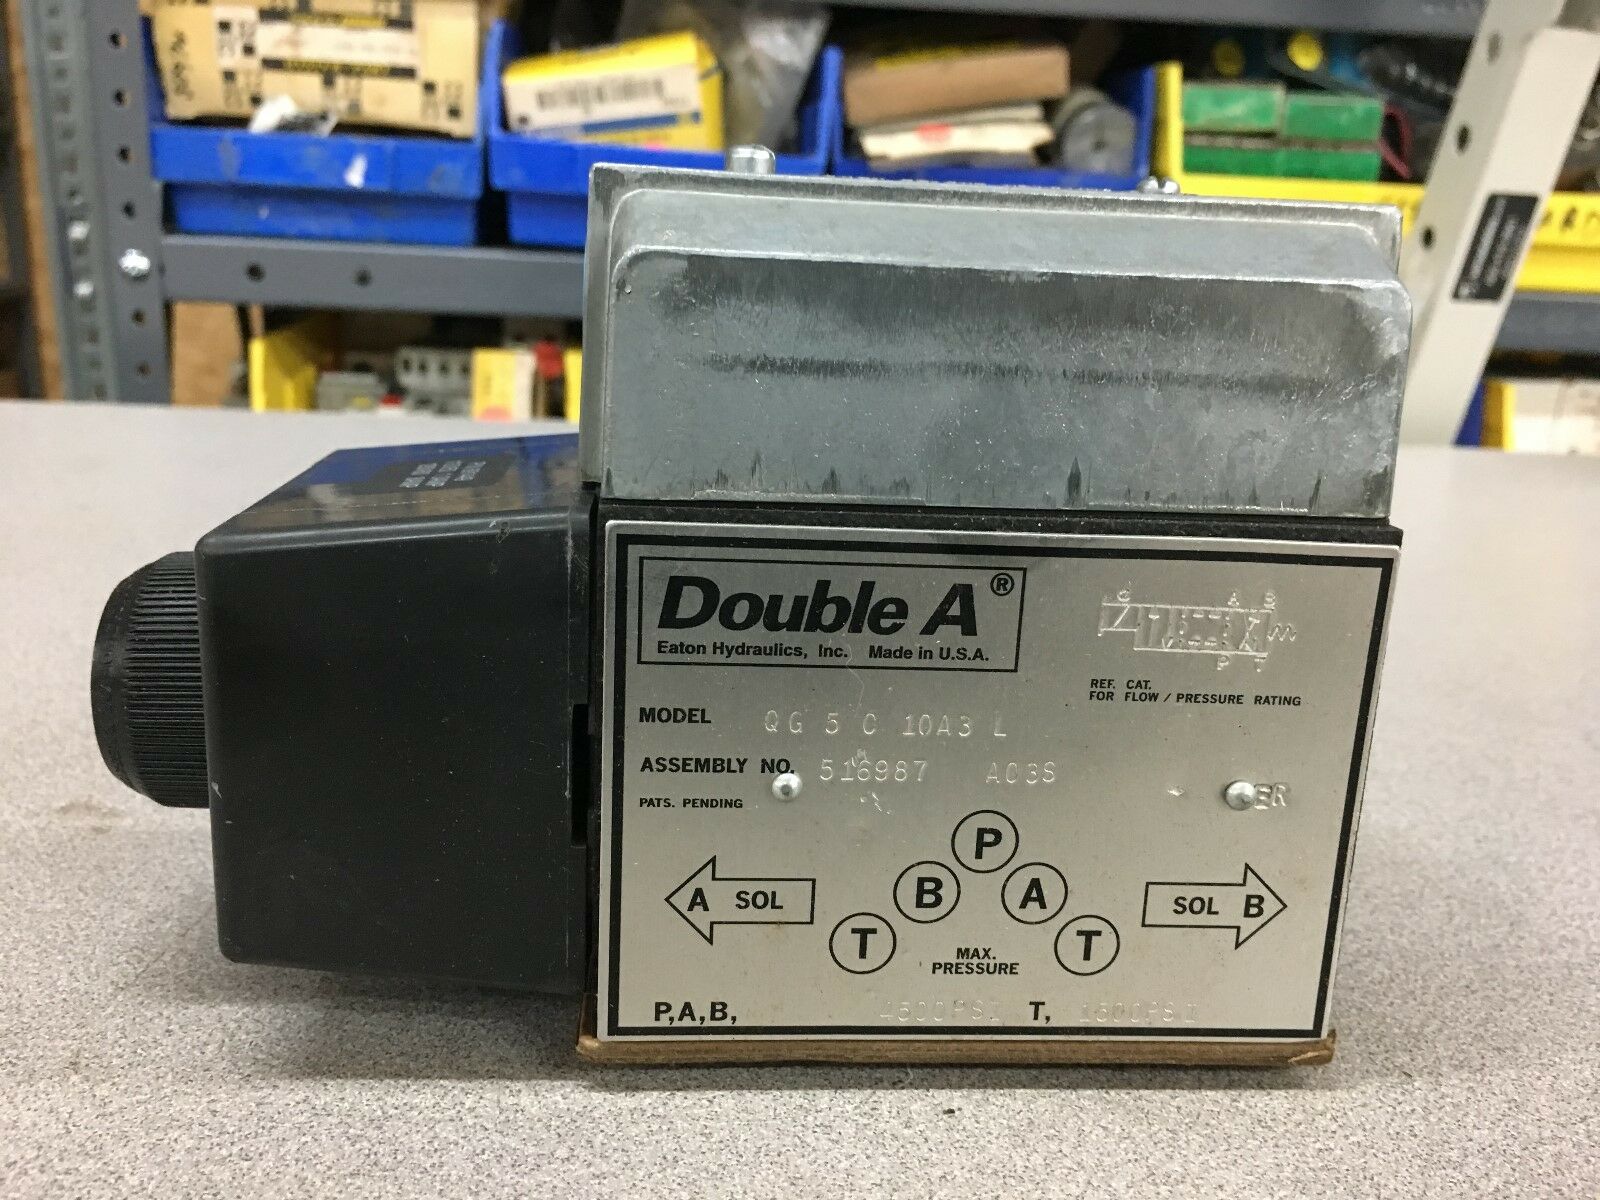 Double A®
Eaton Hydraulics, Inc. Made in U.S.A.
A B
P T
REF. CAT.
FOR FLOW / PRESSURE RATING
MODEL QG 5 C 10A3 L
ASSEMBLY NO. 516987 A03S
PATS. PENDING
ER
P
B A
A SOL
SOL B
T T
MAX.
PRESSURE
P,A,B, 4500PSI T, 1500PSI